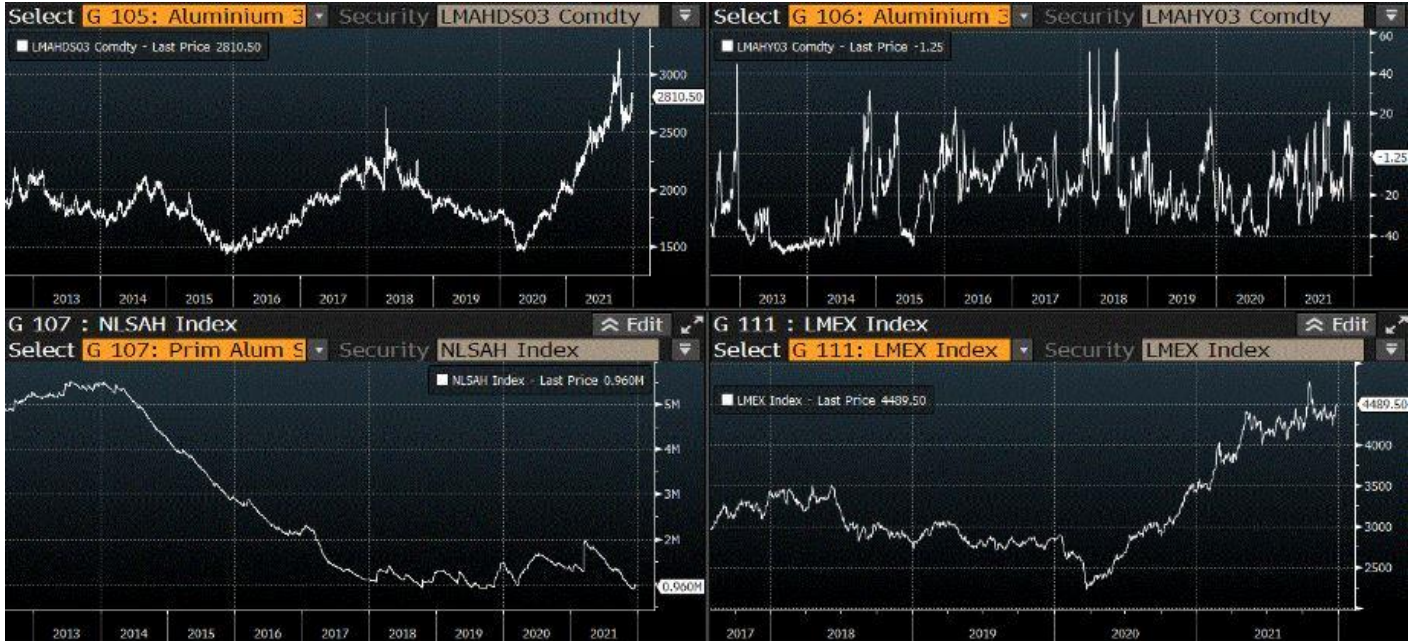 Select G 105: Aluminium 3 Security LMAHDS03 Comdty
LMAHDS03 Comdty - Last Price 2810.50
3000
2810.50
2500
2000
1500
2013 2014 2015 2016 2017 2018 2019 2020 2021
Select G 106: Aluminium 3 Security LMAHY03 Comdty
LMAHY03 Comdty - Last Price -1.25
60
40
20
-1.25
-20
-40
2013 2014 2015 2016 2017 2018 2019 2020 2021
G 107 : NLSAH Index Edit
Select G 107: Prim Alum S Security NLSAH Index
NLSAH Index - Last Price 0.960M
5M
4M
3M
2M
0.960M
2013 2014 2015 2016 2017 2018 2019 2020 2021
G 111 : LMEX Index Edit
Select G 111: LMEX Index Security LMEX Index
LMEX Index - Last Price 4489.50
4489.50
4000
3500
3000
2500
2017 2018 2019 2020 2021